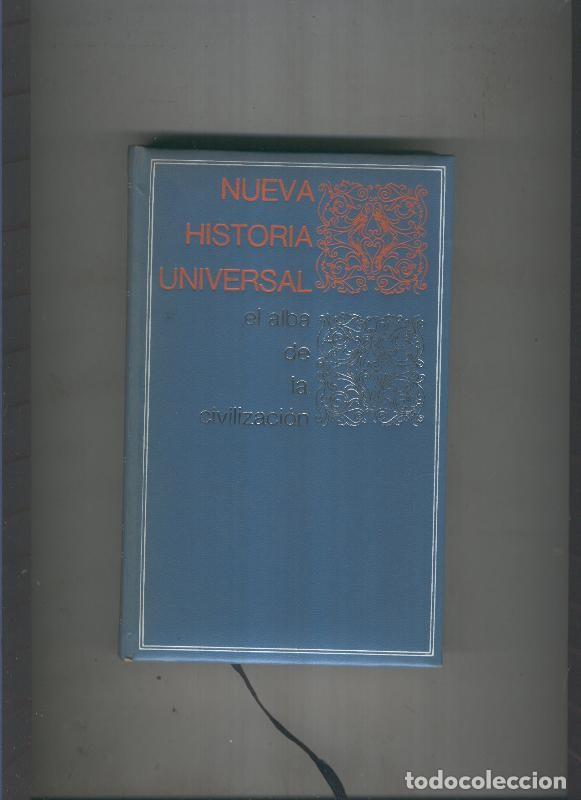 NUEVA
HISTORIA
UNIVERSAL
el alba
de
la
civilización
todocoleccion